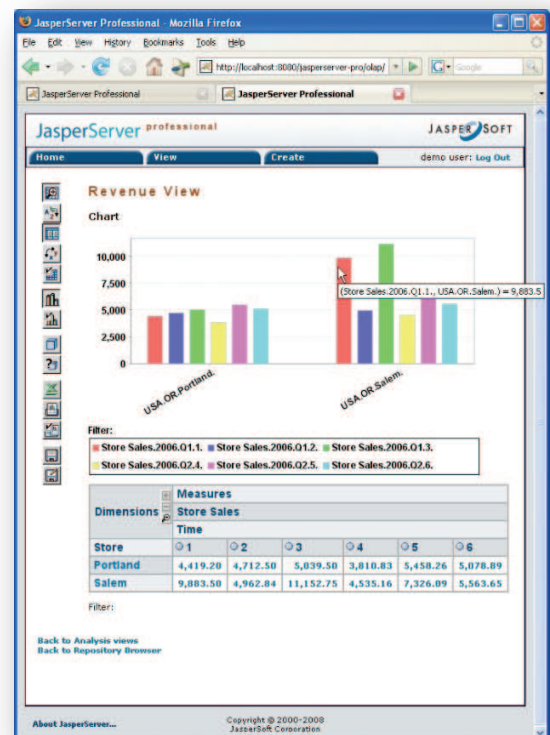 JasperServer Professional - Mozilla Firefox
File Edit View History Bookmarks Tools Help
http://localhost:8080/jasperserver-pro/olap/ Google
JasperServer Professional JasperServer Professional
JasperServer professional JASPERSOFT
Home View Create demo user: Log Out
Revenue View
Chart
10,000
7,500
5,000
2,500
0
(Store Sales.2006.Q1.1., USA.OR.Salem.) = 9,883.5
USA.OR.Portland. USA.OR.Salem.
Filter:
Store Sales.2006.Q1.1. Store Sales.2006.Q1.2. Store Sales.2006.Q1.3.
Store Sales.2006.Q2.4. Store Sales.2006.Q2.5. Store Sales.2006.Q2.6.
Measures
Dimensions Store Sales
Time
Store 1 2 3 4 5 6
Portland 4,419.20 4,712.50 5,039.50 3,810.83 5,458.26 5,078.89
Salem 9,883.50 4,962.84 11,152.75 4,535.16 7,326.09 5,563.65
Filter:
Back to Analysis views
Back to Repository Browser
About JasperServer... Copyright © 2000-2008
JasperSoft Corporation